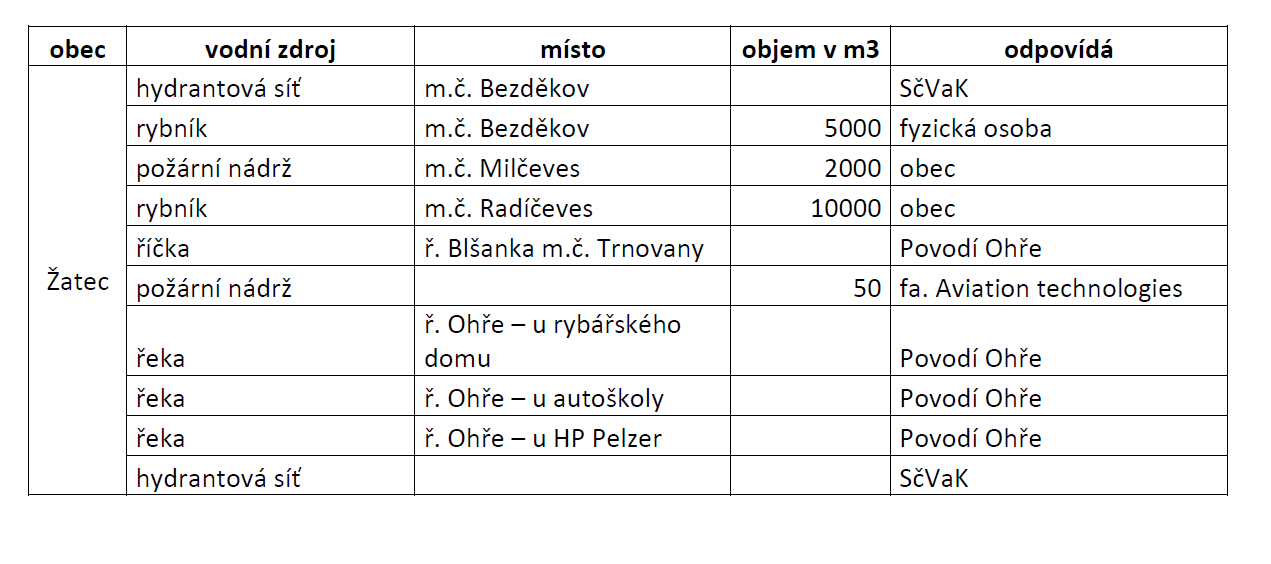 obec vodní zdroj místo objem v m3 odpovídá
hydrantová síť m.č. Bezděkov SčVaK
rybník m.č. Bezděkov 5000 fyzická osoba
požární nádrž m.č. Milčeves 2000 obec
rybník m.č. Radíčeves 10000 obec
říčka ř. Blšanka m.č. Trnovany Povodí Ohře
Žatec
požární nádrž 50 fa. Aviation technologies
ř. Ohře – u rybářského
řeka domu Povodí Ohře
řeka ř. Ohře – u autoškoly Povodí Ohře
řeka ř. Ohře – u HP Pelzer Povodí Ohře
hydrantová síť SčVaK